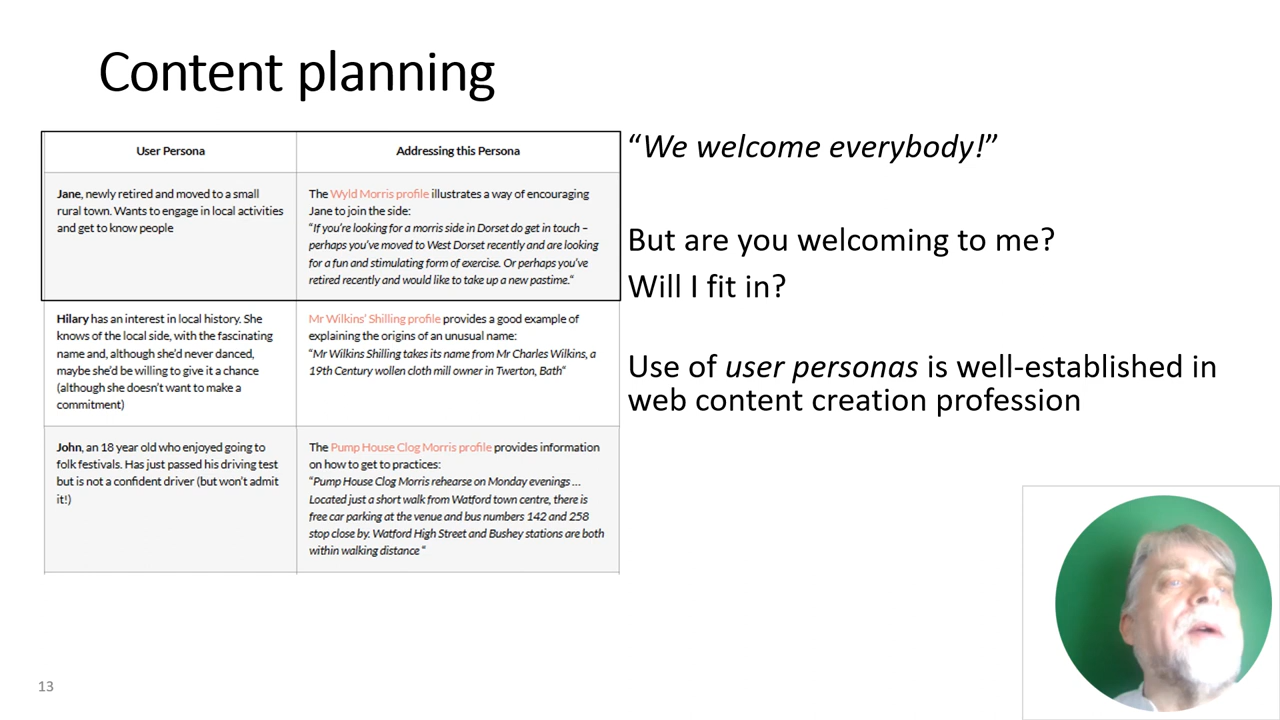 Content planning
User Persona
Addressing this Persona
Jane, newly retired and moved to a small
rural town. Wants to engage in local activities
and get to know people
The Wyld Morris profile illustrates a way of encouraging
Jane to join the side:
“If you’re looking for a morris side in Dorset do get in touch –
perhaps you’ve moved to West Dorset recently and are looking
for a fun and stimulating form of exercise. Or perhaps you’ve
retired recently and would like to take up a new pastime.“
Hilary has an interest in local history. She
knows of the local side, with the fascinating
name and, although she’d never danced,
maybe she’d be willing to give it a chance
(although she doesn’t want to make a
commitment)
Mr Wilkins’ Shilling profile provides a good example of
explaining the origins of an unusual name:
“Mr Wilkins Shilling takes its name from Mr Charles Wilkins, a
19th Century wollen cloth mill owner in Twerton, Bath“
John, an 18 year old who enjoyed going to
folk festivals. Has just passed his driving test
but is not a confident driver (but won’t admit
it!)
The Pump House Clog Morris profile provides information
on how to get to practices:
“Pump House Clog Morris rehearse on Monday evenings ...
Located just a short walk from Watford town centre, there is
free car parking at the venue and bus numbers 142 and 258
stop close by. Watford High Street and Bushey stations are both
within walking distance “
“We welcome everybody!”
But are you welcoming to me?
Will I fit in?
Use of user personas is well-established in
web content creation profession
13